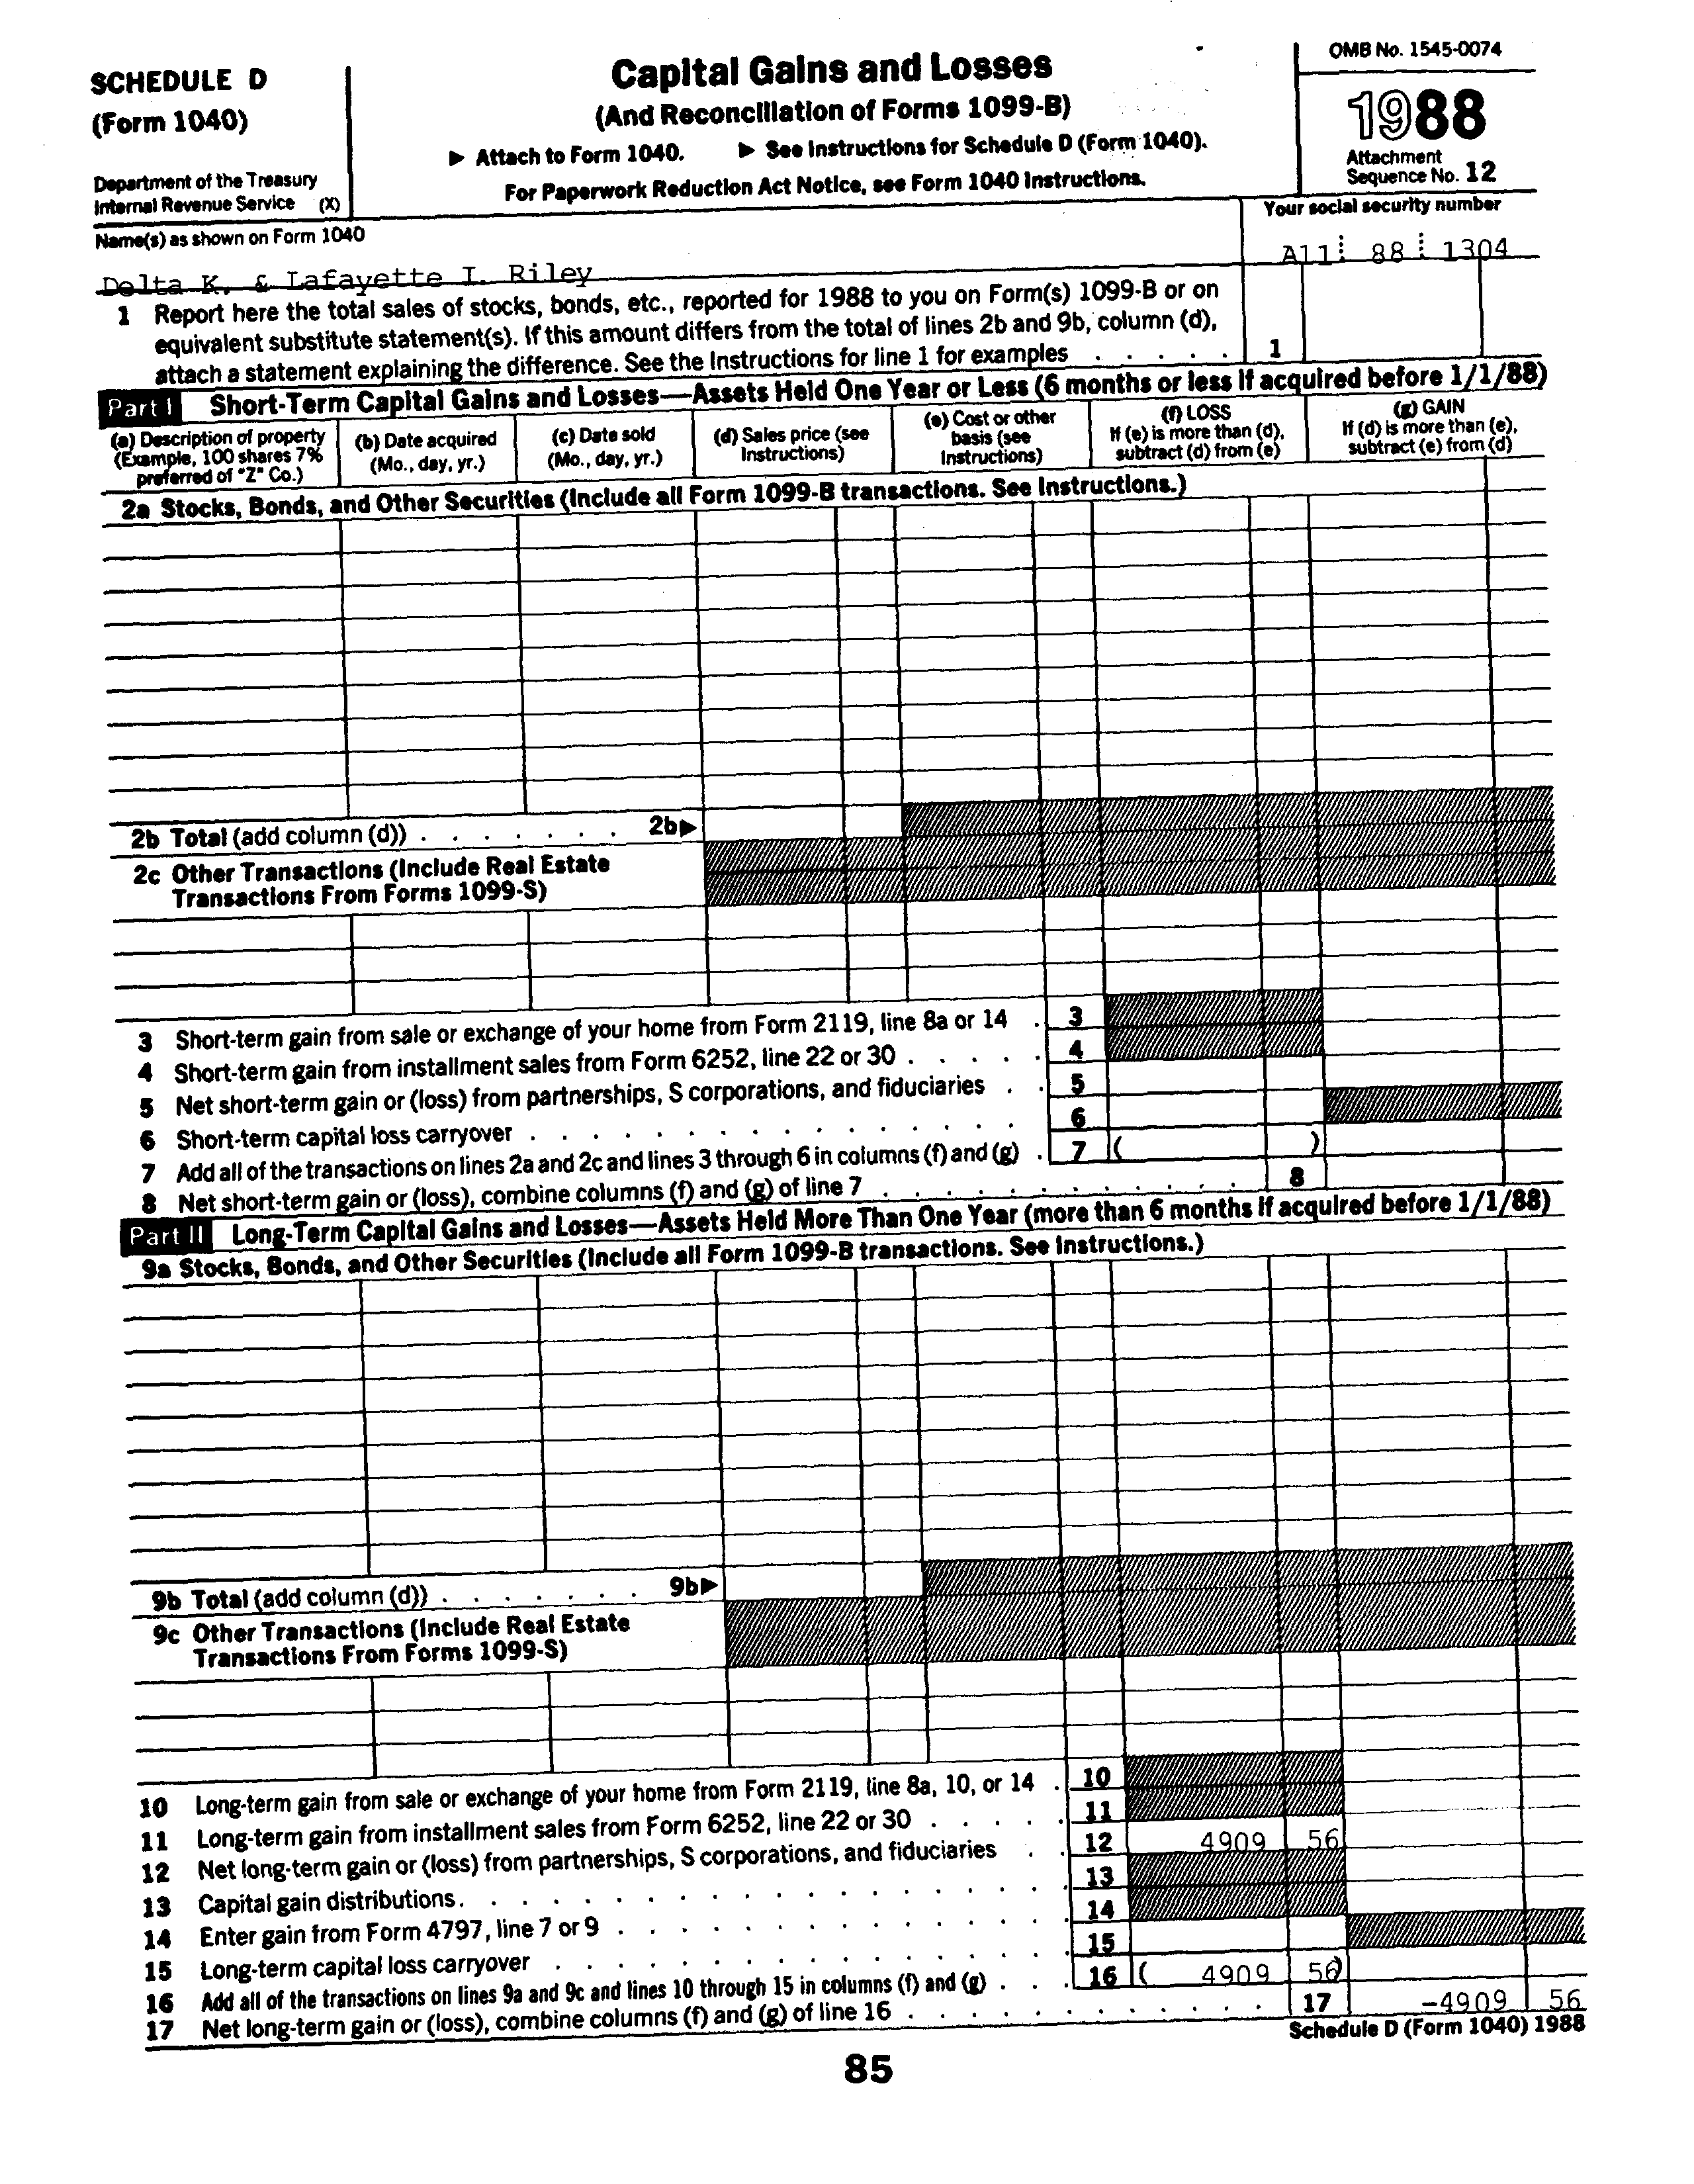 SCHEDULE D
(Form 1040)
Department of the Treasury
Internal Revenue Service (X)
Capital Gains and Losses
(And Reconciliation of Forms 1099-B)
▶ Attach to Form 1040. ▶ See Instructions for Schedule D (Form 1040).
For Paperwork Reduction Act Notice, see Form 1040 Instructions.
OMB No. 1545-0074
1988
Attachment
Sequence No. 12
Name(s) as shown on Form 1040
Your social security number
Delta K. & Lafayette I. Riley
A11 88 1304
1 Report here the total sales of stocks, bonds, etc., reported for 1988 to you on Form(s) 1099-B or on
equivalent substitute statement(s). If this amount differs from the total of lines 2b and 9b, column (d),
attach a statement explaining the difference. See the Instructions for line 1 for examples . . . . . 1
Part I Short-Term Capital Gains and Losses—Assets Held One Year or Less (6 months or less if acquired before 1/1/88)
(a) Description of property
(Example, 100 shares 7%
preferred of "Z" Co.)
(b) Date acquired
(Mo., day, yr.)
(c) Date sold
(Mo., day, yr.)
(d) Sales price (see
Instructions)
(e) Cost or other
basis (see
Instructions)
(f) LOSS
If (e) is more than (d),
subtract (d) from (e)
(g) GAIN
If (d) is more than (e),
subtract (e) from (d)
2a Stocks, Bonds, and Other Securities (Include all Form 1099-B transactions. See Instructions.)
2b Total (add column (d)) . . . . . . . 2b▶
2c Other Transactions (Include Real Estate
Transactions From Forms 1099-S)
3 Short-term gain from sale or exchange of your home from Form 2119, line 8a or 14 . 3
4 Short-term gain from installment sales from Form 6252, line 22 or 30 . . . . . 4
5 Net short-term gain or (loss) from partnerships, S corporations, and fiduciaries . . 5
6 Short-term capital loss carryover . . . . . . . . . . . . . . . . 6
7 Add all of the transactions on lines 2a and 2c and lines 3 through 6 in columns (f) and (g) . 7 ( )
8 Net short-term gain or (loss), combine columns (f) and (g) of line 7 . . . . . . . . . . . . 8
Part II Long-Term Capital Gains and Losses—Assets Held More Than One Year (more than 6 months if acquired before 1/1/88)
9a Stocks, Bonds, and Other Securities (Include all Form 1099-B transactions. See Instructions.)
9b Total (add column (d)) . . . . . . . 9b▶
9c Other Transactions (Include Real Estate
Transactions From Forms 1099-S)
10 Long-term gain from sale or exchange of your home from Form 2119, line 8a, 10, or 14 . 10
11 Long-term gain from installment sales from Form 6252, line 22 or 30 . . . . . 11
12 Net long-term gain or (loss) from partnerships, S corporations, and fiduciaries . . 12 4909 56
13 Capital gain distributions . . . . . . . . . . . . . . . . . . 13
14 Enter gain from Form 4797, line 7 or 9 . . . . . . . . . . . . . 14
15 Long-term capital loss carryover . . . . . . . . . . . . . . . 15
16 Add all of the transactions on lines 9a and 9c and lines 10 through 15 in columns (f) and (g) . . . 16 ( 4909 56)
17 Net long-term gain or (loss), combine columns (f) and (g) of line 16 . . . . . . . . . . . . 17 -4909 56
Schedule D (Form 1040) 1988
85